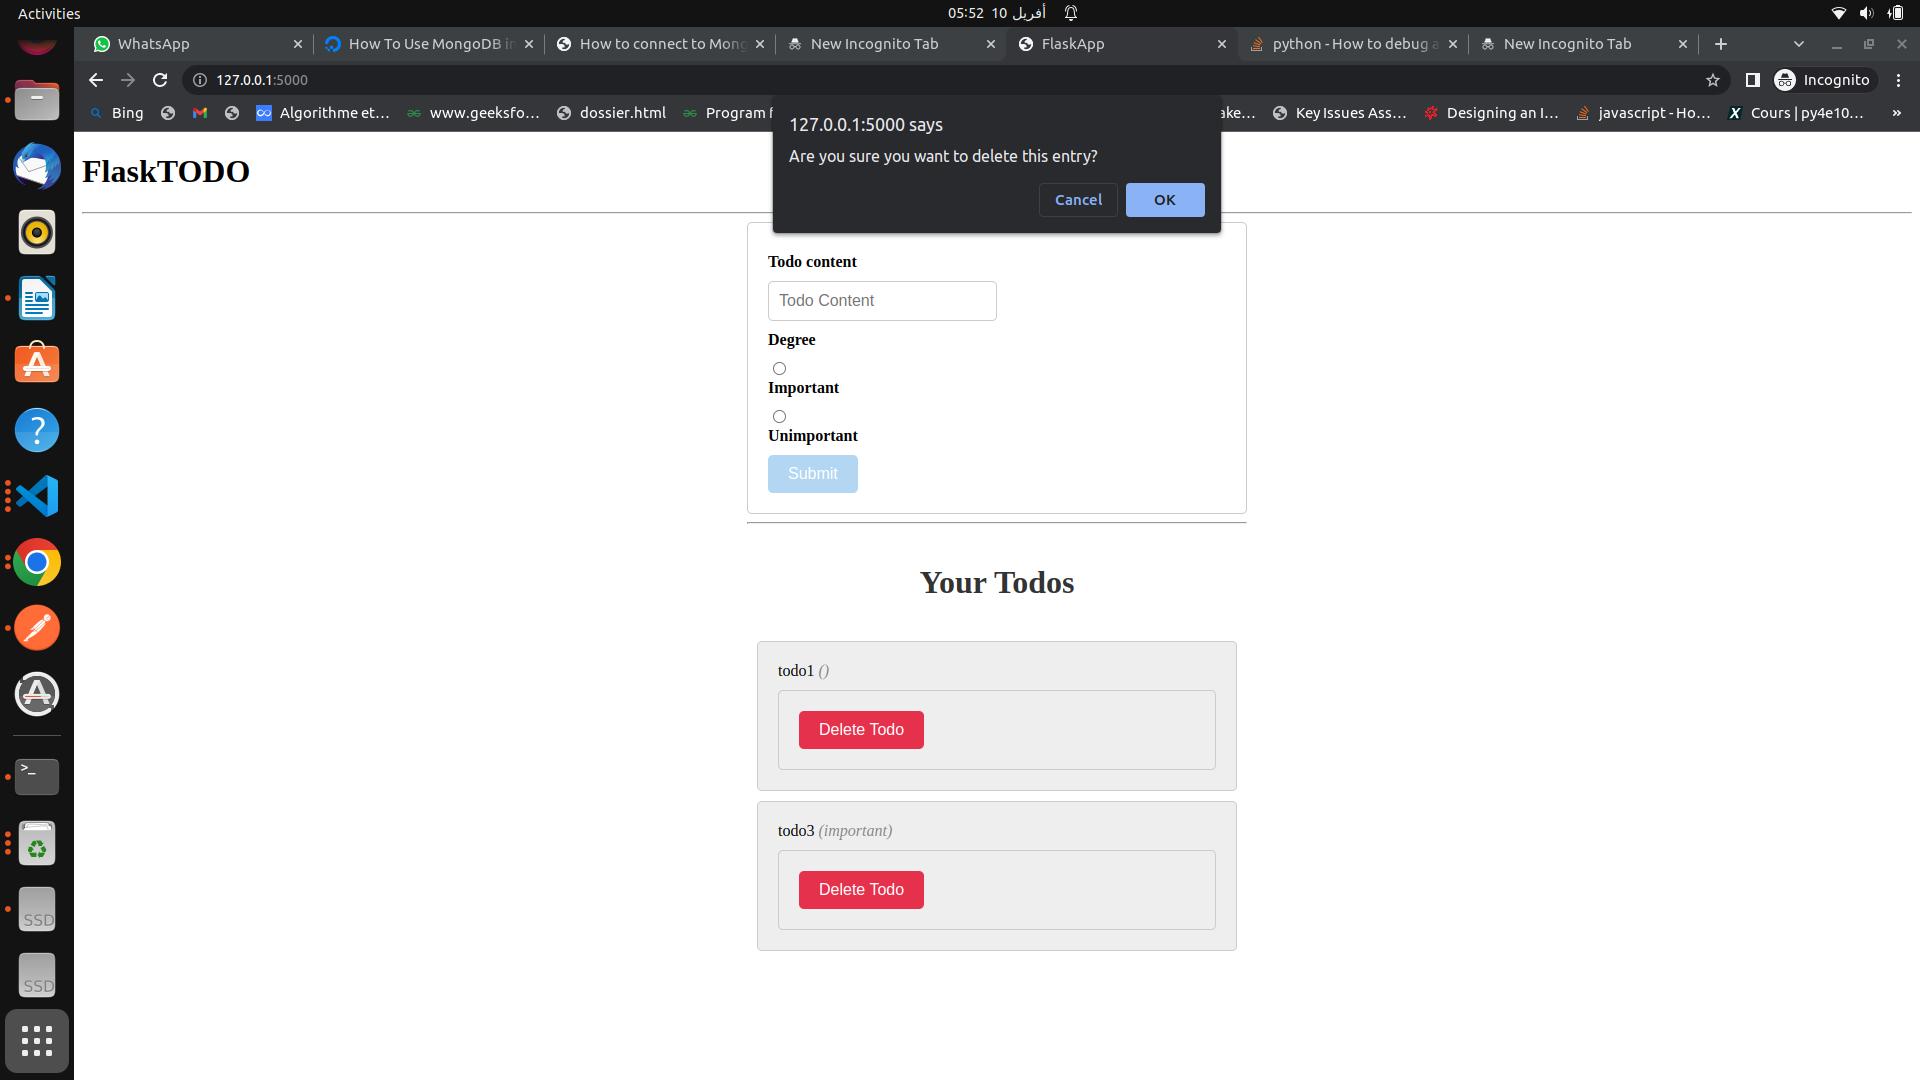 Activities
05:52 10 أفريل
WhatsApp
How To Use MongoDB in
How to connect to Mong
New Incognito Tab
FlaskApp
python - How to debug a
New Incognito Tab
127.0.0.1:5000
Incognito
Bing
Algorithme et...
www.geeksfo...
dossier.html
Program f
ake...
Key Issues Ass...
Designing an I...
javascript - Ho...
Cours | py4e10...
»
127.0.0.1:5000 says
Are you sure you want to delete this entry?
Cancel
OK
FlaskTODO
Todo content
Todo Content
Degree
Important
Unimportant
Submit
Your Todos
todo1 ()
Delete Todo
todo3 (important)
Delete Todo
SSD
SSD